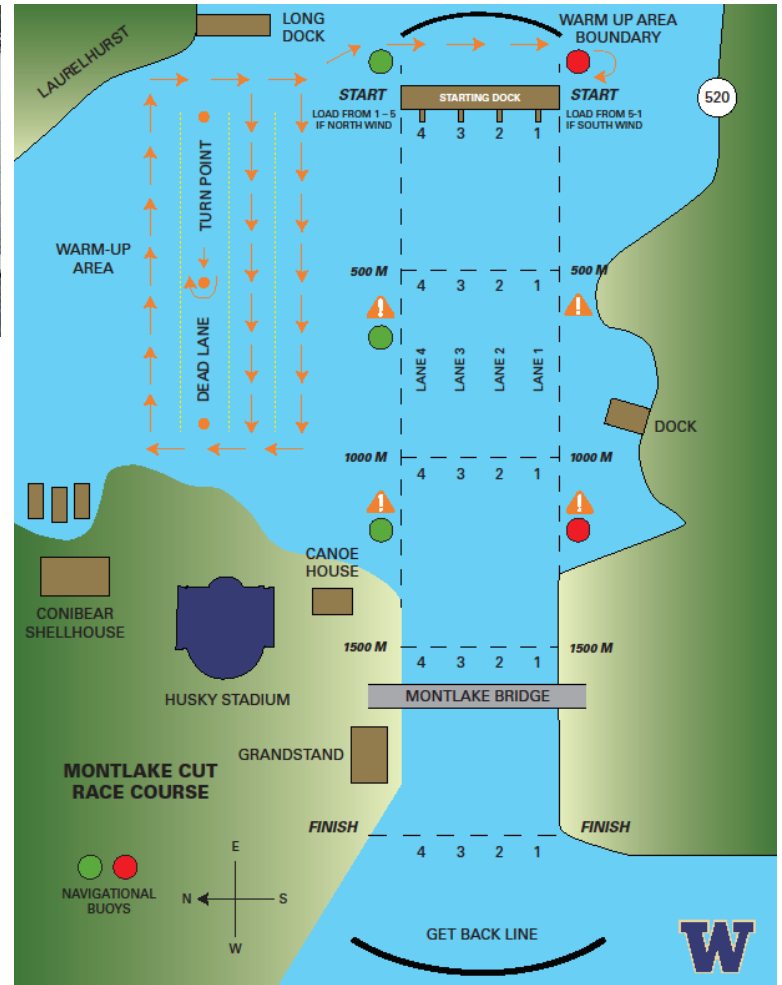 LONG
DOCK
WARM UP AREA
BOUNDARY
LAURELHURST
START
STARTING DOCK
START
520
LOAD FROM 1 – 5
IF NORTH WIND
LOAD FROM 5-1
IF SOUTH WIND
4 3 2 1
TURN POINT
WARM-UP
AREA
500 M
500 M
4 3 2 1
!
!
DEAD LANE
LANE 4
LANE 3
LANE 2
LANE 1
DOCK
1000 M
1000 M
4 3 2 1
!
!
CANOE
HOUSE
CONIBEAR
SHELLHOUSE
1500 M
1500 M
4 3 2 1
HUSKY STADIUM
MONTLAKE BRIDGE
GRANDSTAND
MONTLAKE CUT
RACE COURSE
FINISH
FINISH
4 3 2 1
NAVIGATIONAL
BUOYS
E
N
S
W
GET BACK LINE
W